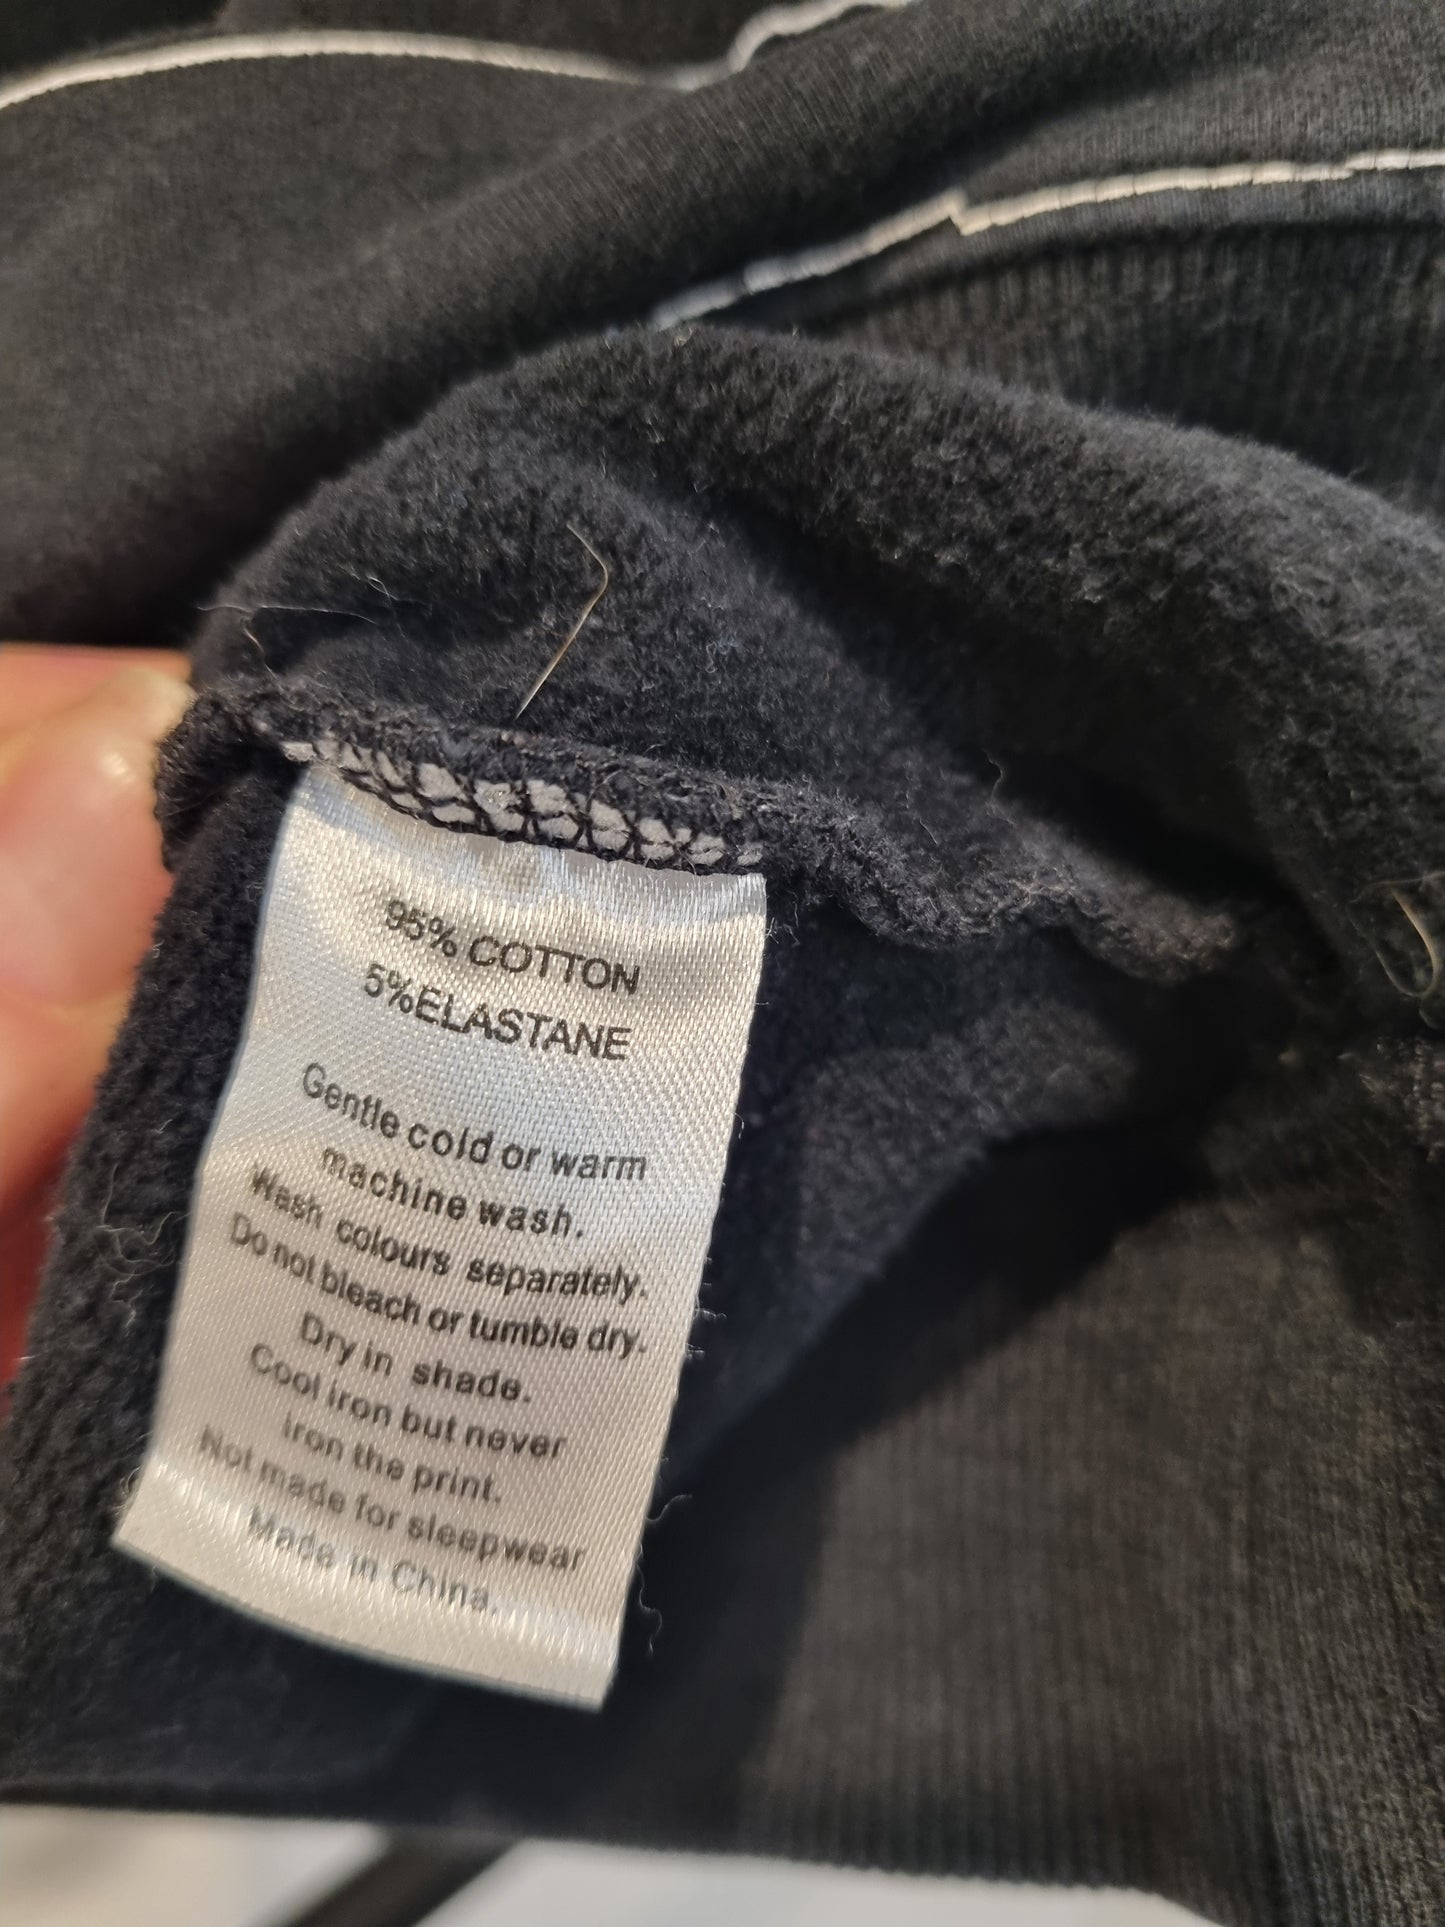 95% COTTON
5%ELASTANE
Gentle cold or warm
machine wash.
Wash colours separately.
Do not bleach or tumble dry.
Dry in shade.
Cool iron but never
iron the print.
Not made for sleepwear
Made in China.